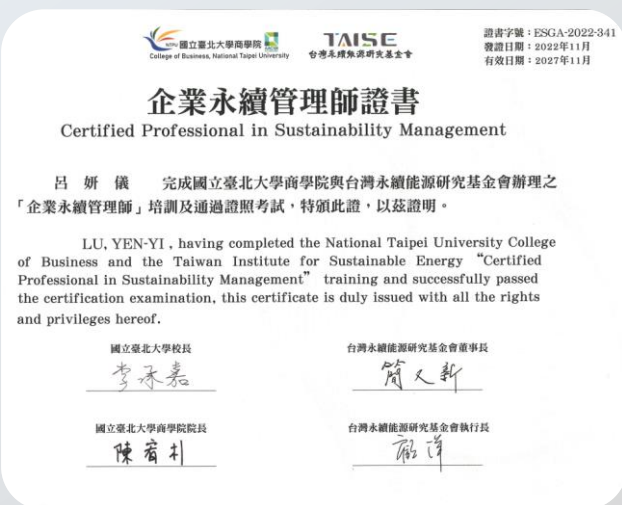 國立臺北大學商學院
College of Business, National Taipei University
TAISE
台灣永續能源研究基金會
證書字號：ESGA-2022-341
發證日期：2022年11月
有效日期：2027年11月
企業永續管理師證書
Certified Professional in Sustainability Management
呂 妍 儀 完成國立臺北大學商學院與台灣永續能源研究基金會辦理之
「企業永續管理師」培訓及通過證照考試，特頒此證，以茲證明。
LU, YEN-YI , having completed the National Taipei University College
of Business and the Taiwan Institute for Sustainable Energy “Certified
Professional in Sustainability Management” training and successfully passed
the certification examination, this certificate is duly issued with all the rights
and privileges hereof.
國立臺北大學校長
李承嘉
台灣永續能源研究基金會董事長
簡又新
國立臺北大學商學院院長
陳宥杉
台灣永續能源研究基金會執行長
顧洋